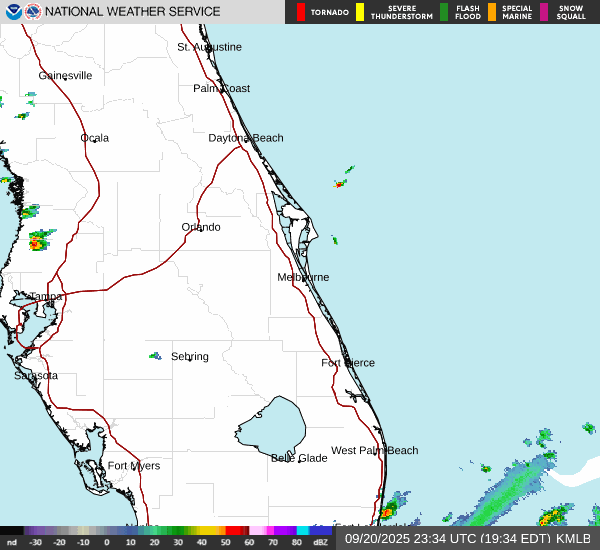 NATIONAL WEATHER SERVICE
TORNADO
SEVERE THUNDERSTORM
FLASH FLOOD
SPECIAL MARINE
SNOW SQUALL
St. Augustine
Gainesville
Palm Coast
Ocala
Daytona Beach
Orlando
Melbourne
Tampa
Sebring
Fort Pierce
Sarasota
West Palm Beach
Belle Glade
Fort Myers
nd -30 -20 -10 0 10 20 30 40 50 60 70 80 dBZ
09/20/2025 23:34 UTC (19:34 EDT) KMLB